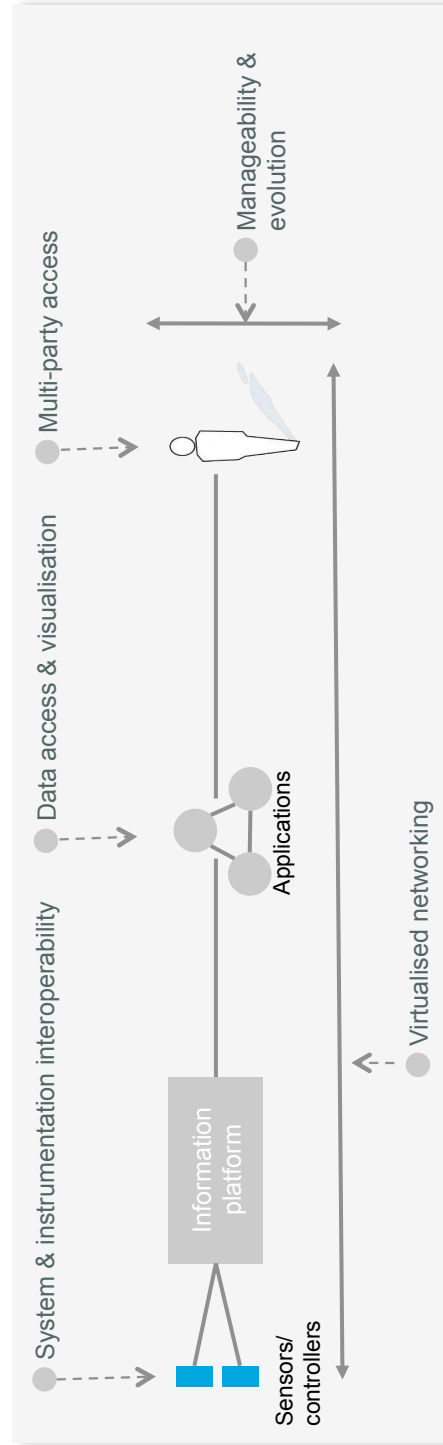 System & instrumentation interoperability
Data access & visualisation
Multi-party access
Information
platform
Sensors/
controllers
Applications
Manageability &
evolution
Virtualised networking